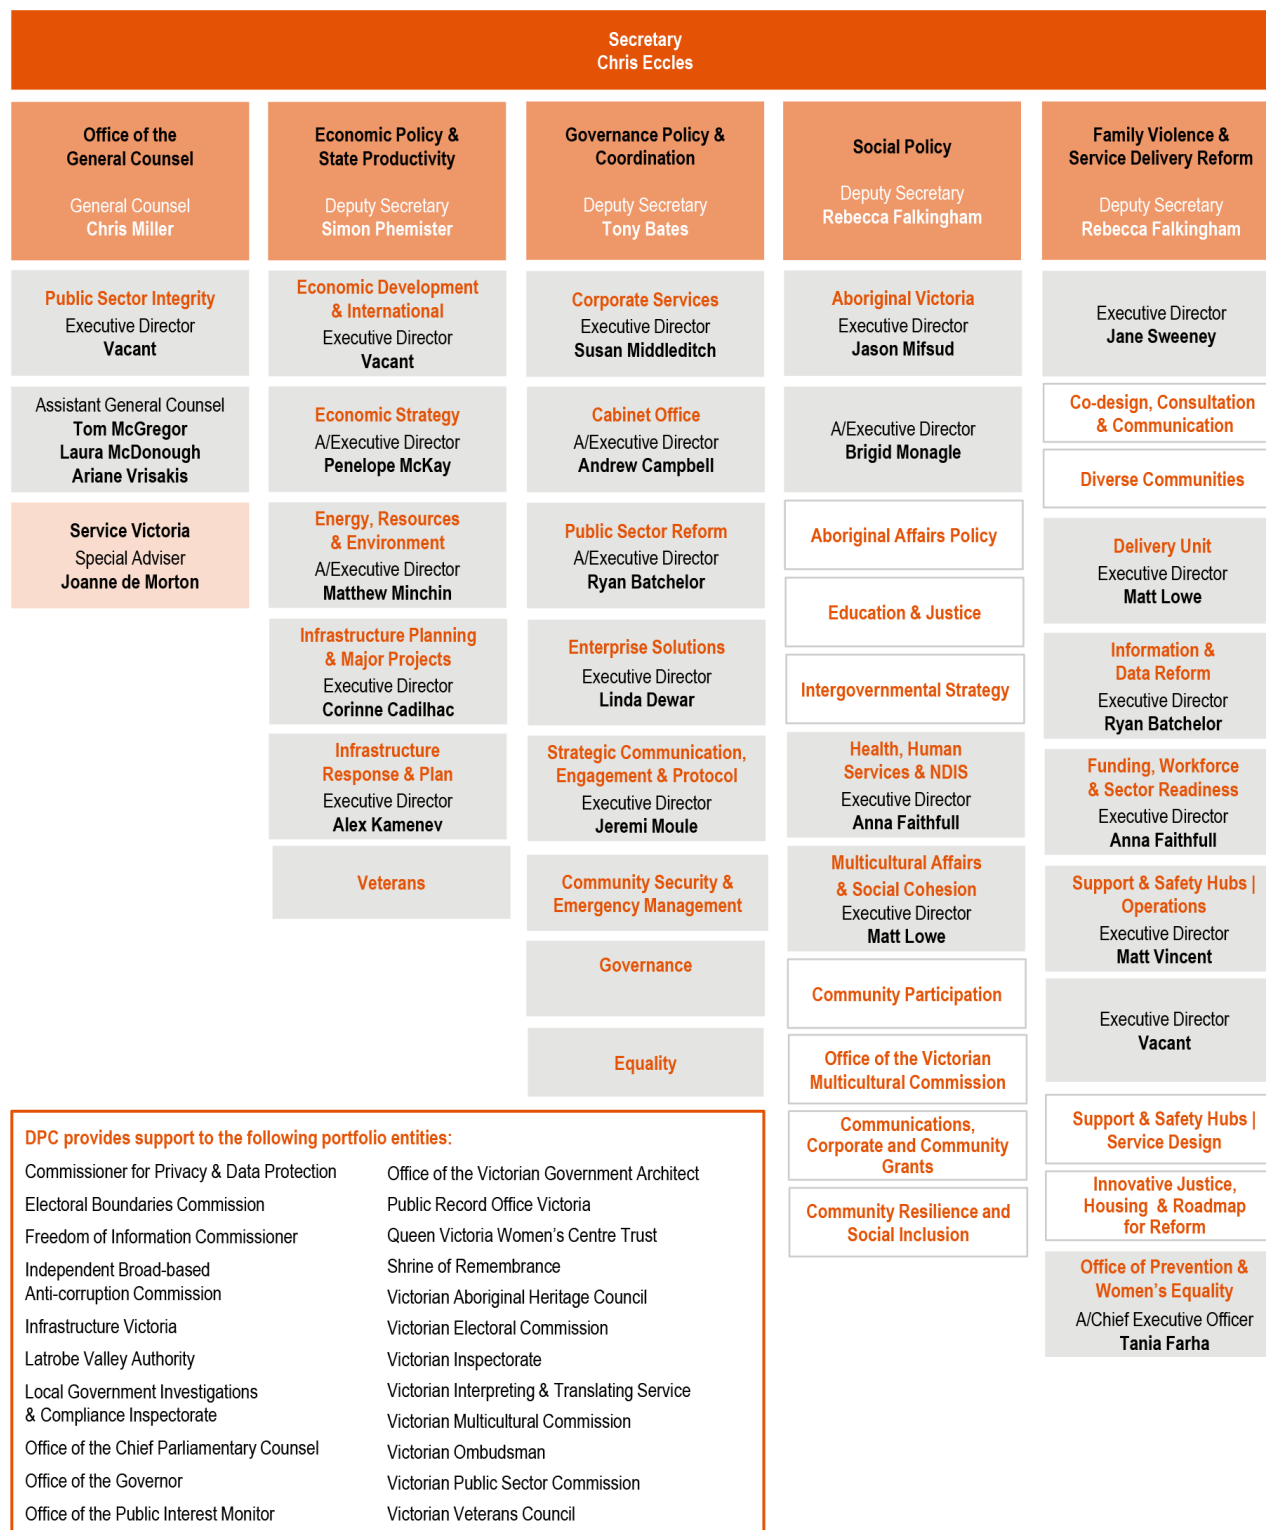 Secretary
Chris Eccles
Office of the
General Counsel
General Counsel
Chris Miller
Public Sector Integrity
Executive Director
Vacant
Assistant General Counsel
Tom McGregor
Laura McDonough
Ariane Vrisakis
Service Victoria
Special Adviser
Joanne de Morton
Economic Policy &
State Productivity
Deputy Secretary
Simon Phemister
Economic Development
& International
Executive Director
Vacant
Economic Strategy
A/Executive Director
Penelope McKay
Energy, Resources
& Environment
A/Executive Director
Matthew Minchin
Infrastructure Planning
& Major Projects
Executive Director
Corinne Cadilhac
Infrastructure
Response & Plan
Executive Director
Alex Kamenev
Veterans
Governance Policy &
Coordination
Deputy Secretary
Tony Bates
Corporate Services
Executive Director
Susan Middleditch
Cabinet Office
A/Executive Director
Andrew Campbell
Public Sector Reform
A/Executive Director
Ryan Batchelor
Enterprise Solutions
Executive Director
Linda Dewar
Strategic Communication,
Engagement & Protocol
Executive Director
Jeremi Moule
Community Security &
Emergency Management
Governance
Equality
Social Policy
Deputy Secretary
Rebecca Falkingham
Aboriginal Victoria
Executive Director
Jason Mifsud
A/Executive Director
Brigid Monagle
Aboriginal Affairs Policy
Education & Justice
Intergovernmental Strategy
Health, Human
Services & NDIS
Executive Director
Anna Faithfull
Multicultural Affairs
& Social Cohesion
Executive Director
Matt Lowe
Community Participation
Office of the Victorian
Multicultural Commission
Communications,
Corporate and Community
Grants
Community Resilience and
Social Inclusion
Family Violence &
Service Delivery Reform
Deputy Secretary
Rebecca Falkingham
Executive Director
Jane Sweeney
Co-design, Consultation
& Communication
Diverse Communities
Delivery Unit
Executive Director
Matt Lowe
Information &
Data Reform
Executive Director
Ryan Batchelor
Funding, Workforce
& Sector Readiness
Executive Director
Anna Faithfull
Support & Safety Hubs |
Operations
Executive Director
Matt Vincent
Executive Director
Vacant
Support & Safety Hubs |
Service Design
Innovative Justice,
Housing & Roadmap
for Reform
Office of Prevention &
Women's Equality
A/Chief Executive Officer
Tania Farha
DPC provides support to the following portfolio entities:
Commissioner for Privacy & Data Protection
Electoral Boundaries Commission
Freedom of Information Commissioner
Independent Broad-based
Anti-corruption Commission
Infrastructure Victoria
Latrobe Valley Authority
Local Government Investigations
& Compliance Inspectorate
Office of the Chief Parliamentary Counsel
Office of the Governor
Office of the Public Interest Monitor
Office of the Victorian Government Architect
Public Record Office Victoria
Queen Victoria Women's Centre Trust
Shrine of Remembrance
Victorian Aboriginal Heritage Council
Victorian Electoral Commission
Victorian Inspectorate
Victorian Interpreting & Translating Service
Victorian Multicultural Commission
Victorian Ombudsman
Victorian Public Sector Commission
Victorian Veterans Council